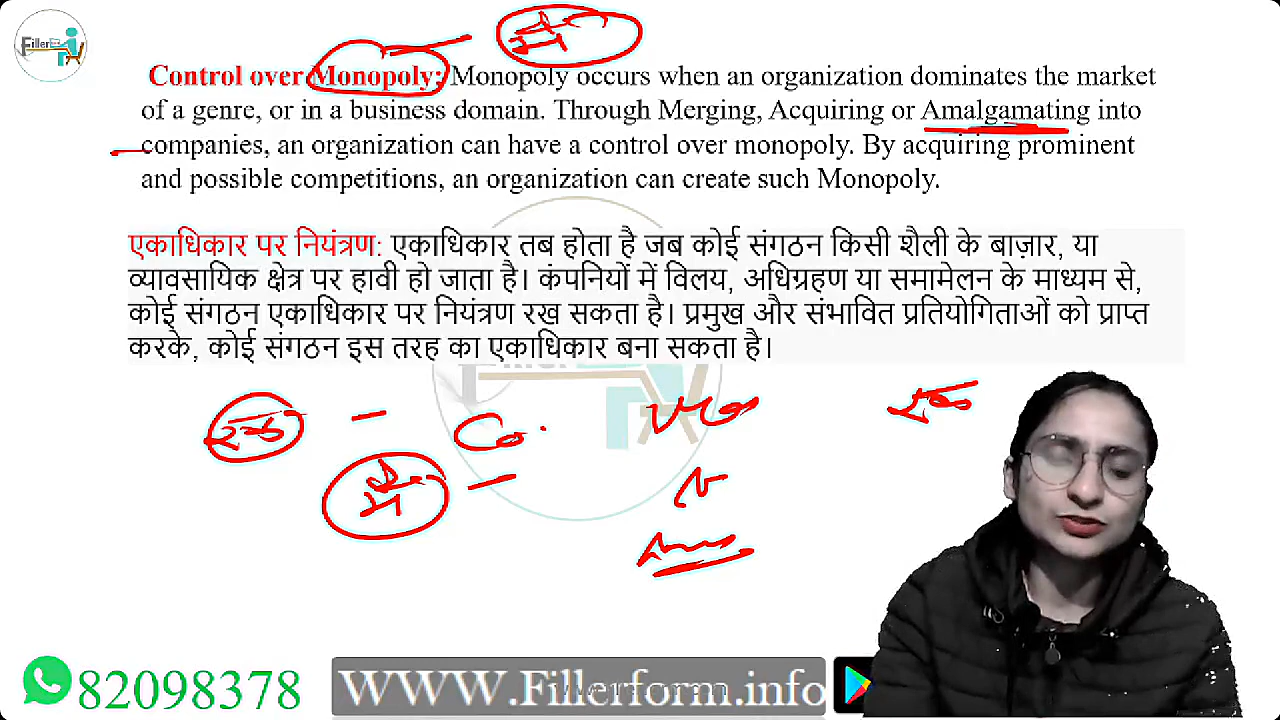 Filler
Control over Monopoly: Monopoly occurs when an organization dominates the market
of a genre, or in a business domain. Through Merging, Acquiring or Amalgamating into
companies, an organization can have a control over monopoly. By acquiring prominent
and possible competitions, an organization can create such Monopoly.
एकाधिकार पर नियंत्रण: एकाधिकार तब होता है जब कोई संगठन किसी शैली के बाज़ार, या
व्यावसायिक क्षेत्र पर हावी हो जाता है। कंपनियों में विलय, अधिग्रहण या समामेलन के माध्यम से,
कोई संगठन एकाधिकार पर नियंत्रण रख सकता है। प्रमुख और संभावित प्रतियोगिताओं को प्राप्त
करके, कोई संगठन इस तरह का एकाधिकार बना सकता है।
Co.
82098378 WWW.Fillerform.info